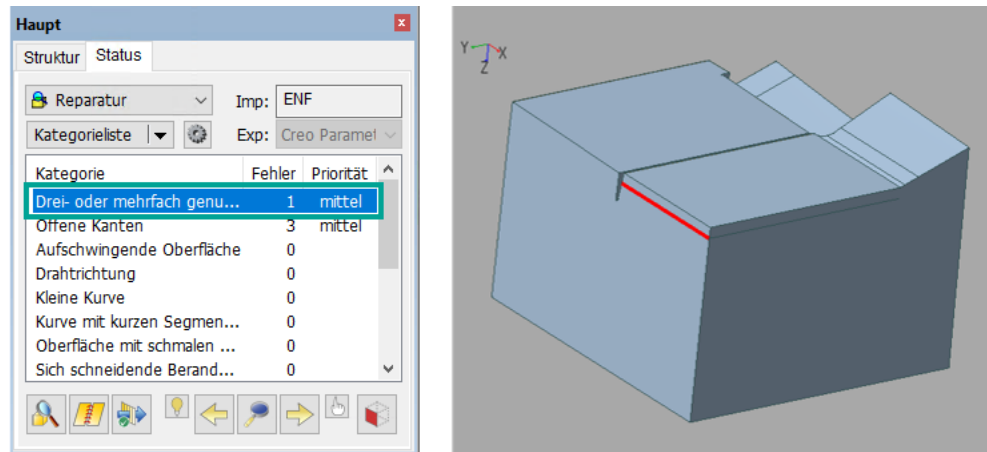 Haupt
Struktur Status
Reparatur Imp: ENF
Kategorieliste Exp: Creo Paramet
Kategorie Fehler Priorität
Drei- oder mehrfach genu... 1 mittel
Offene Kanten 3 mittel
Aufschwingende Oberfläche 0
Drahtrichtung 0
Kleine Kurve 0
Kurve mit kurzen Segmen... 0
Oberfläche mit schmalen ... 0
Sich schneidende Berand... 0
Y X
Z